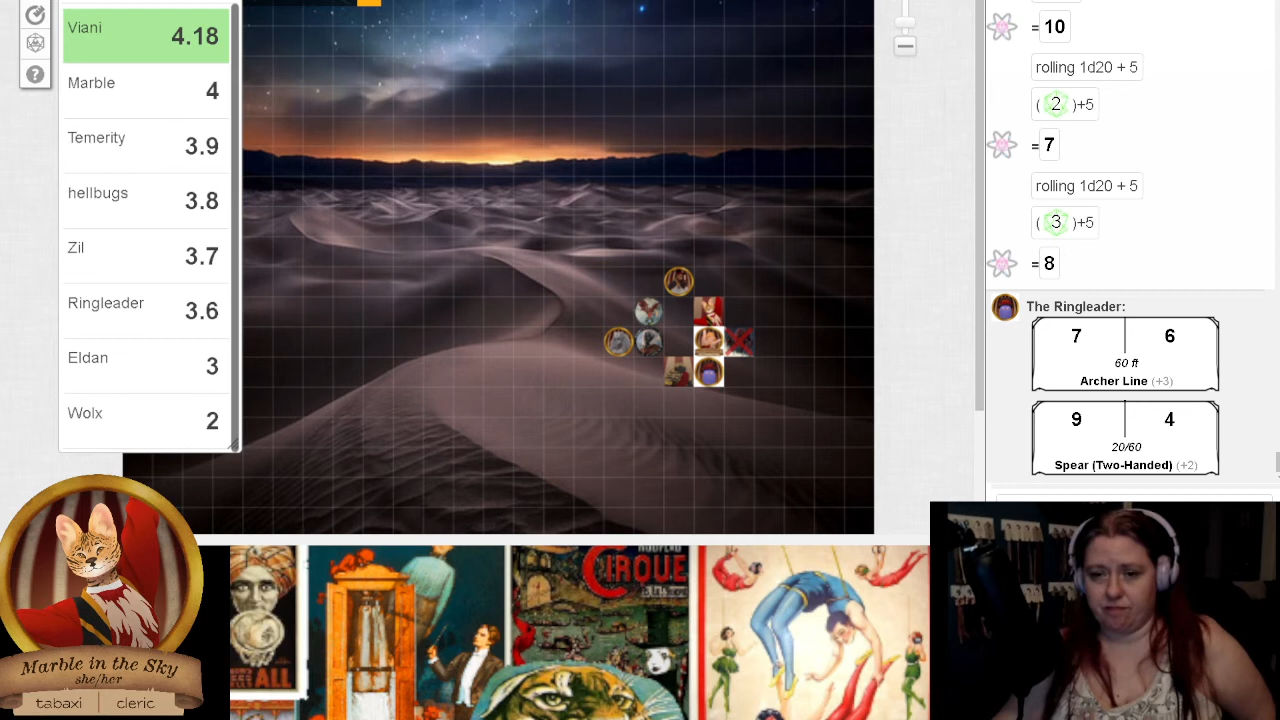 Viani
4.18
Marble
4
Temerity
3.9
hellbugs
3.8
Zil
3.7
Ringleader
3.6
Eldan
3
Wolx
2
=10
rolling 1d20 + 5
( 2 )+5
=7
rolling 1d20 + 5
( 3 )+5
=8
The Ringleader:
7 6
60 ft
Archer Line (+3)
9 4
20/60
Spear (Two-Handed) (+2)
Marble in the Sky
she/her
tabaxi | cleric
ALL
CIRQUE